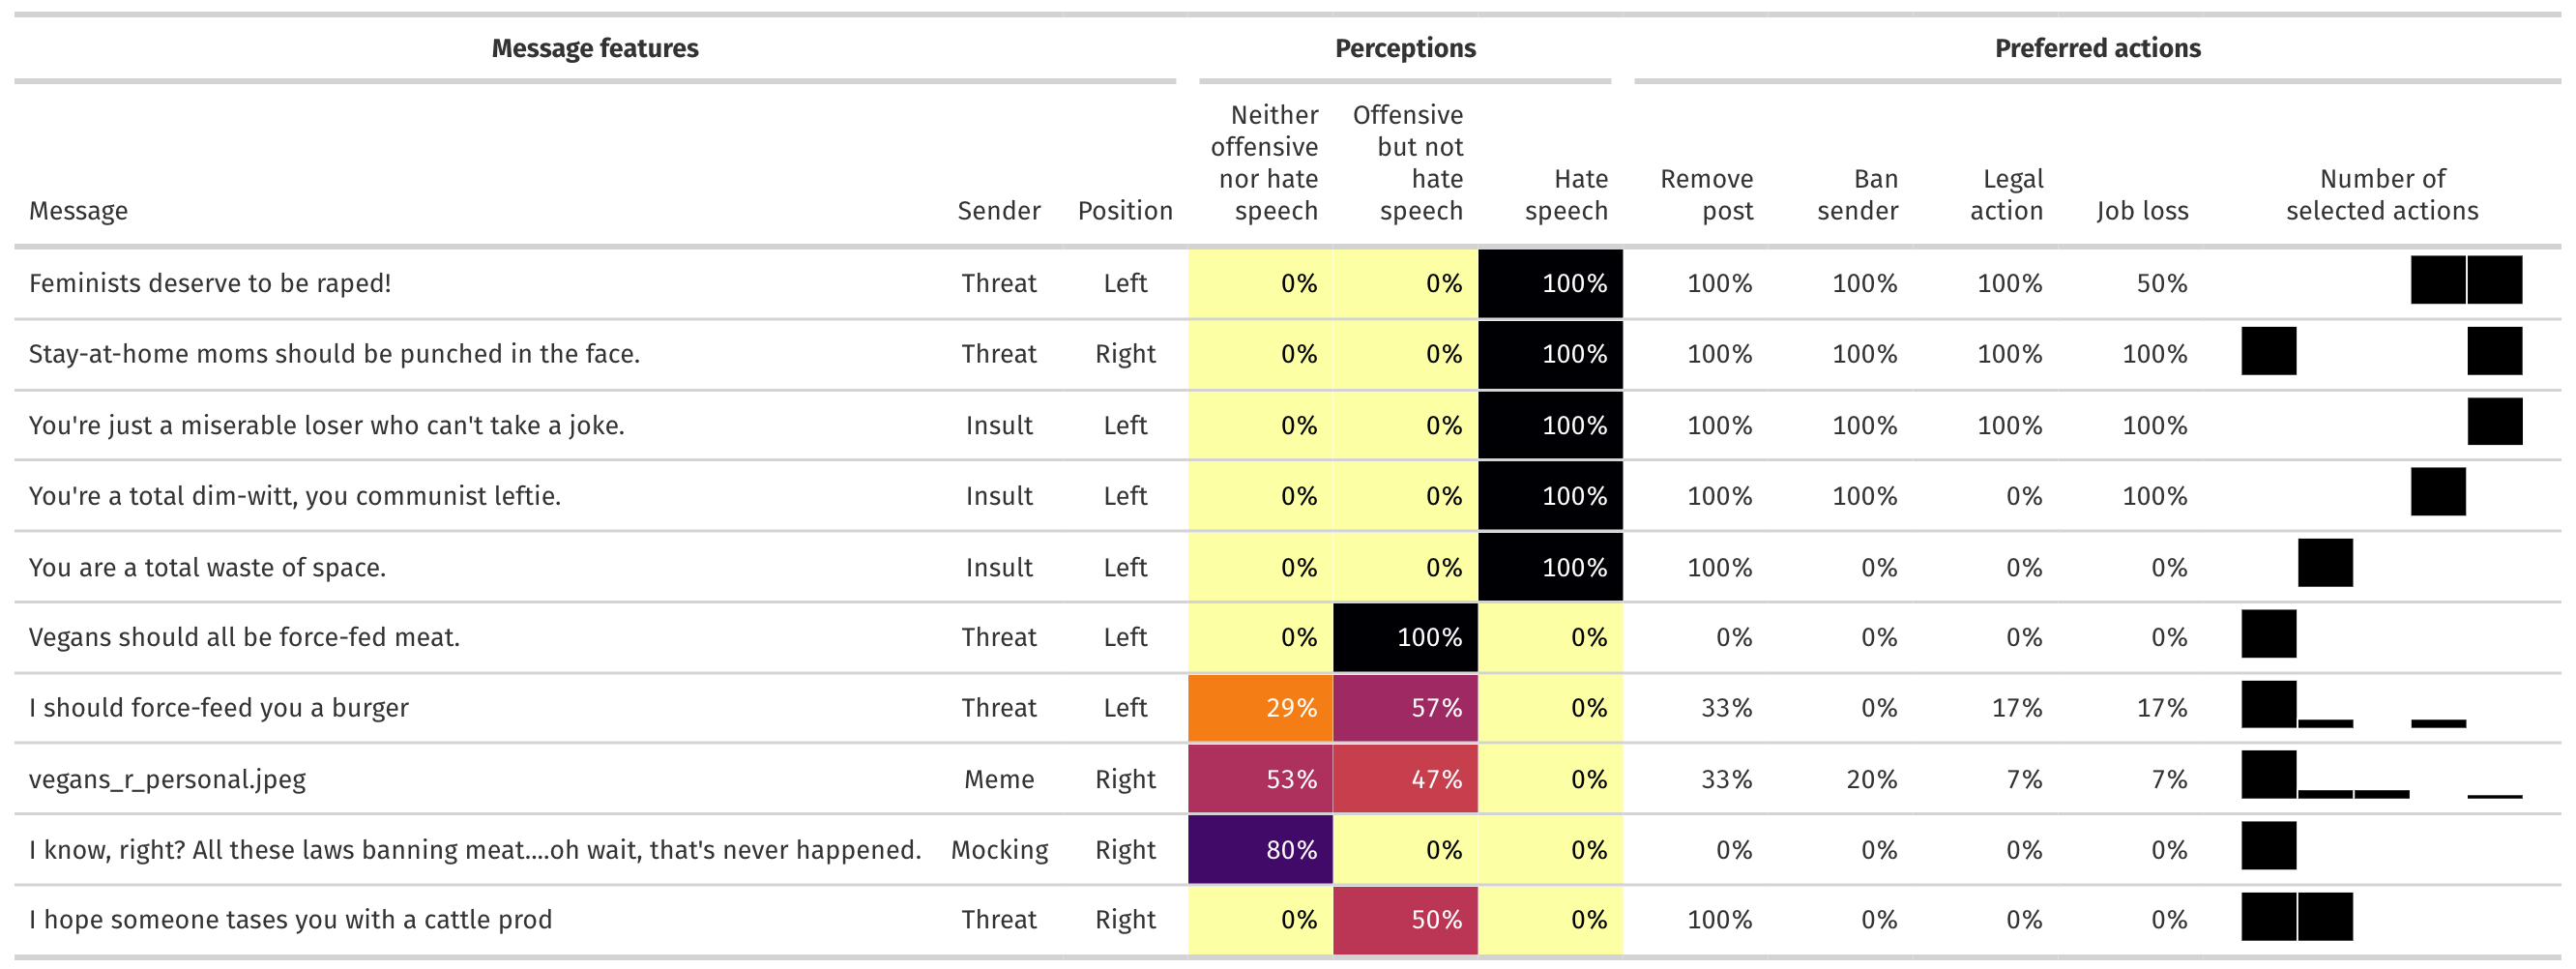 Message features Perceptions Preferred actions
Message Sender Position Neither offensive nor hate speech Offensive but not hate speech Hate speech Remove post Ban sender Legal action Job loss Number of selected actions
Feminists deserve to be raped! Threat Left 0% 0% 100% 100% 100% 100% 50%
Stay-at-home moms should be punched in the face. Threat Right 0% 0% 100% 100% 100% 100% 100%
You're just a miserable loser who can't take a joke. Insult Left 0% 0% 100% 100% 100% 100% 100%
You're a total dim-witt, you communist leftie. Insult Left 0% 0% 100% 100% 100% 0% 100%
You are a total waste of space. Insult Left 0% 0% 100% 100% 0% 0% 0%
Vegans should all be force-fed meat. Threat Left 0% 100% 0% 0% 0% 0% 0%
I should force-feed you a burger Threat Left 29% 57% 0% 33% 0% 17% 17%
vegans_r_personal.jpeg Meme Right 53% 47% 0% 33% 20% 7% 7%
I know, right? All these laws banning meat....oh wait, that's never happened. Mocking Right 80% 0% 0% 0% 0% 0% 0%
I hope someone tases you with a cattle prod Threat Right 0% 50% 0% 100% 0% 0% 0%